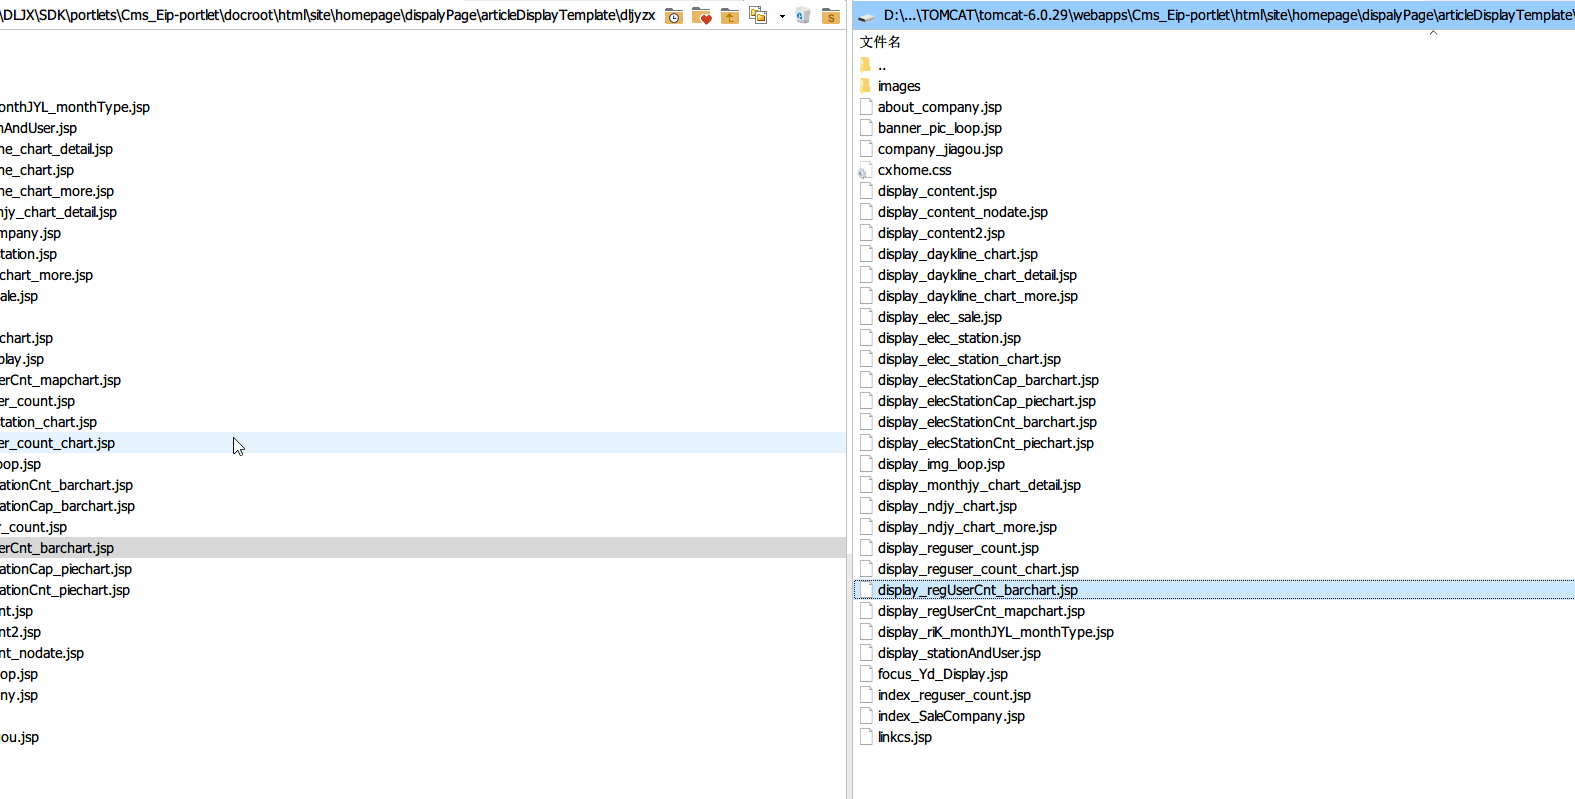 \DLJX\SDK\portlets\Cms_Eip-portlet\docroot\html\site\homepage\dispalyPage\articleDisplayTemplate\dljyzx
onthJYL_monthType.jsp
nAndUser.jsp
ne_chart_detail.jsp
ne_chart.jsp
ne_chart_more.jsp
njy_chart_detail.jsp
mpany.jsp
tation.jsp
chart_more.jsp
ale.jsp
chart.jsp
play.jsp
erCnt_mapchart.jsp
er_count.jsp
tation_chart.jsp
er_count_chart.jsp
oop.jsp
ationCnt_barchart.jsp
ationCap_barchart.jsp
r_count.jsp
erCnt_barchart.jsp
ationCap_piechart.jsp
ationCnt_piechart.jsp
nt.jsp
nt2.jsp
nt_nodate.jsp
op.jsp
ny.jsp
ou.jsp
D:\...\TOMCAT\tomcat-6.0.29\webapps\Cms_Eip-portlet\html\site\homepage\dispalyPage\articleDisplayTemplate\
文件名
..
images
about_company.jsp
banner_pic_loop.jsp
company_jiagou.jsp
cxhome.css
display_content.jsp
display_content_nodate.jsp
display_content2.jsp
display_daykline_chart.jsp
display_daykline_chart_detail.jsp
display_daykline_chart_more.jsp
display_elec_sale.jsp
display_elec_station.jsp
display_elec_station_chart.jsp
display_elecStationCap_barchart.jsp
display_elecStationCap_piechart.jsp
display_elecStationCnt_barchart.jsp
display_elecStationCnt_piechart.jsp
display_img_loop.jsp
display_monthjy_chart_detail.jsp
display_ndjy_chart.jsp
display_ndjy_chart_more.jsp
display_reguser_count.jsp
display_reguser_count_chart.jsp
display_regUserCnt_barchart.jsp
display_regUserCnt_mapchart.jsp
display_riK_monthJYL_monthType.jsp
display_stationAndUser.jsp
focus_Yd_Display.jsp
index_reguser_count.jsp
index_SaleCompany.jsp
linkcs.jsp